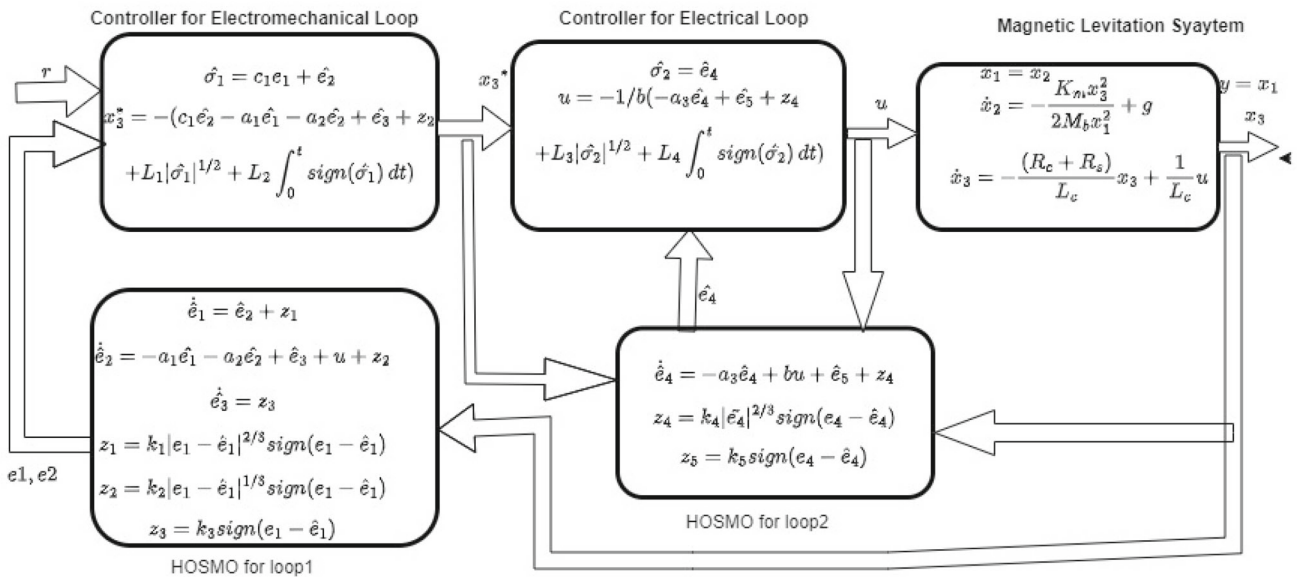 Controller for Electromechanical Loop
Controller for Electrical Loop
Magnetic Levitation Syaytem
r
σ̂₁ = c₁e₁ + ê₂
x₃* = −(c₁ê₂ − a₁ê₁ − a₂ê₂ + ê₃ + z₂
+L₁|σ̂₁|^{1/2} + L₂ ∫₀ᵗ sign(σ̂₁) dt)
x₃*
σ̂₂ = ê₄
u = −1/b(−a₃ê₄ + ê₅ + z₄
+L₃|σ̂₂|^{1/2} + L₄ ∫₀ᵗ sign(σ̂₂) dt)
u
x₁ = x₂
ẋ₂ = −K_m x₃²/2M_b x₁² + g
ẋ₃ = −(R_c + R_s)/L_c x₃ + 1/L_c u
y = x₁
x₃
ê₄
ê̇₁ = ê₂ + z₁
ê̇₂ = −a₁ê₁ − a₂ê₂ + ê₃ + u + z₂
ê̇₃ = z₃
z₁ = k₁|e₁ − ê₁|^{2/3}sign(e₁ − ê₁)
z₂ = k₂|e₁ − ê₁|^{1/3}sign(e₁ − ê₁)
z₃ = k₃sign(e₁ − ê₁)
e1, e2
HOSMO for loop1
ê̇₄ = −a₃ê₄ + bu + ê₅ + z₄
z₄ = k₄|ẽ₄|^{2/3}sign(e₄ − ê₄)
z₅ = k₅sign(e₄ − ê₄)
HOSMO for loop2